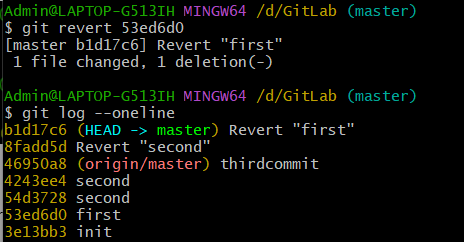 Admin@LAPTOP-G513IH MINGW64 /d/GitLab (master)
$ git revert 53ed6d0
[master b1d17c6] Revert "first"
 1 file changed, 1 deletion(-)

Admin@LAPTOP-G513IH MINGW64 /d/GitLab (master)
$ git log --oneline
b1d17c6 (HEAD -> master) Revert "first"
8fadd5d Revert "second"
46950a8 (origin/master) thirdcommit
4243ee4 second
54d3728 second
53ed6d0 first
3e13bb3 init